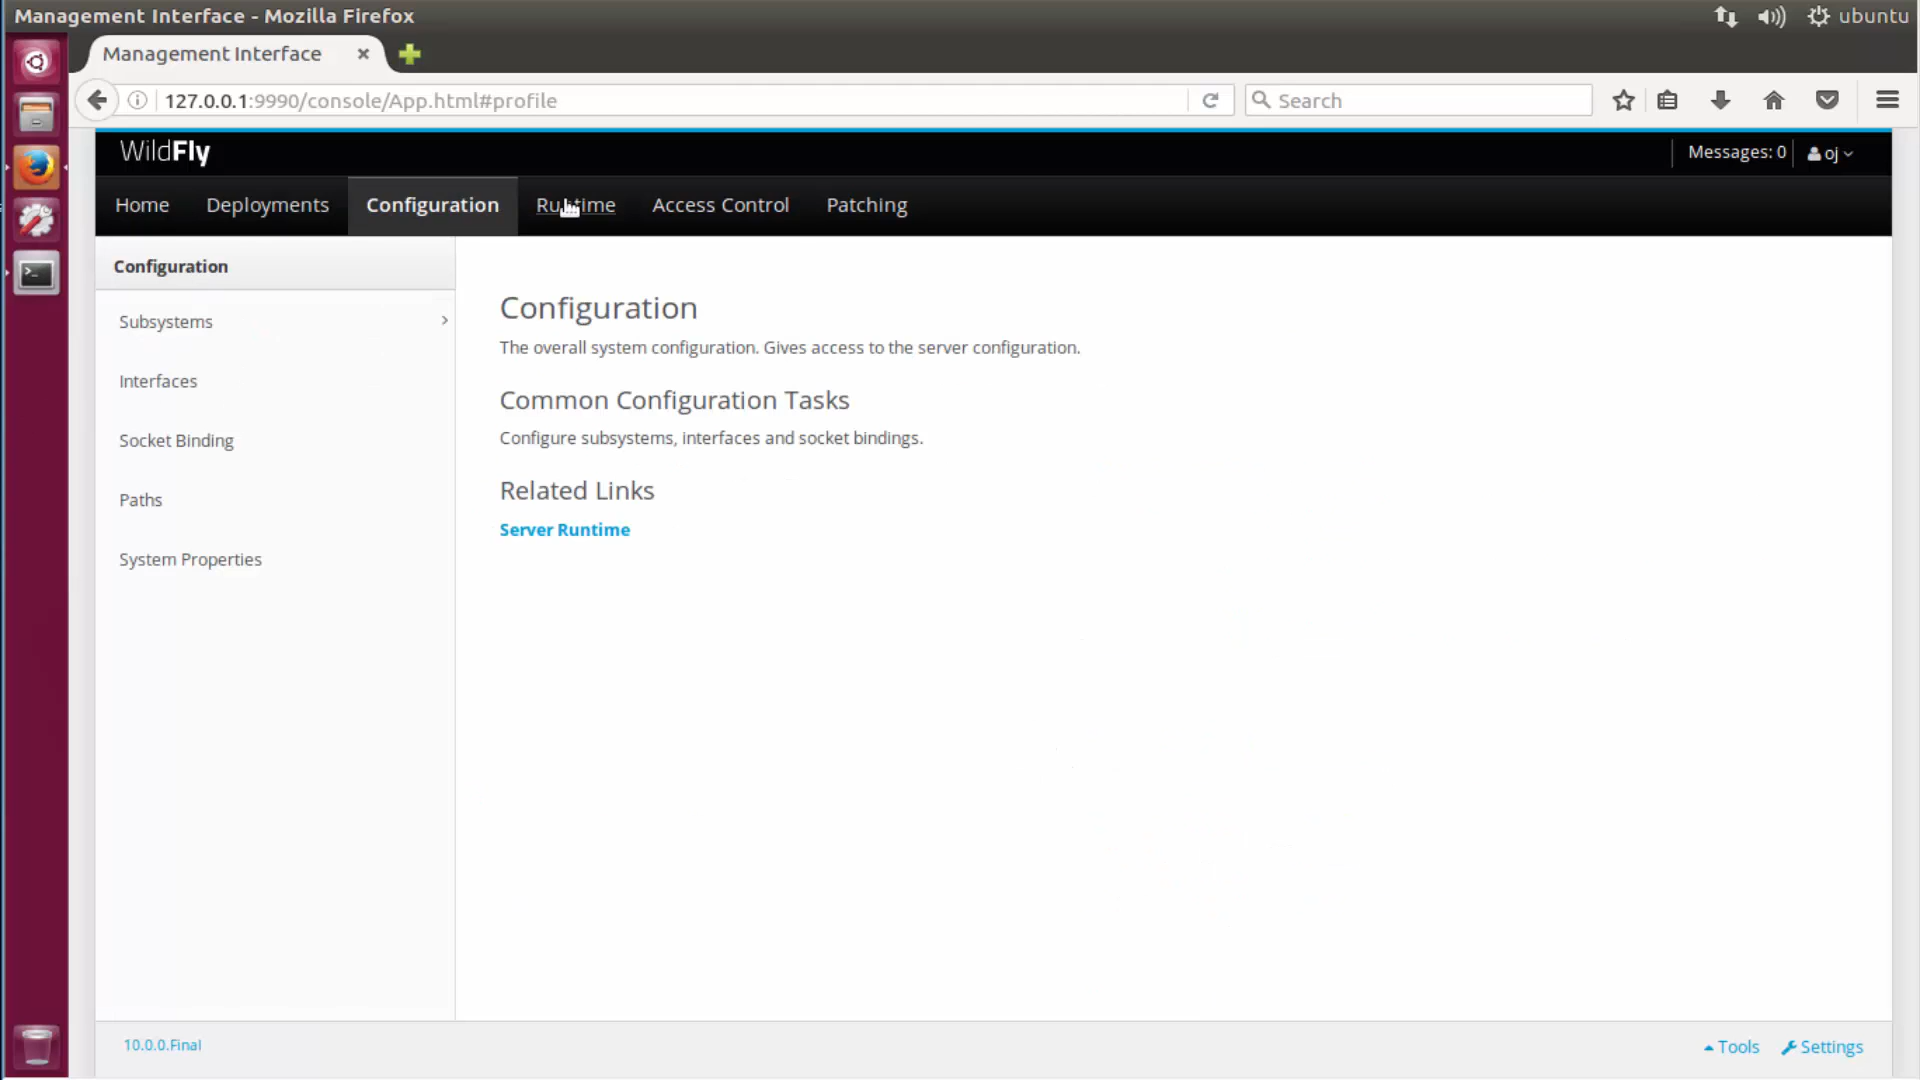 Management Interface - Mozilla Firefox
ubuntu
Management Interface
127.0.0.1:9990/console/App.html#profile
Search
WildFly
Messages: 0
oj
Home
Deployments
Configuration
Runtime
Access Control
Patching
Configuration
Subsystems
Interfaces
Socket Binding
Paths
System Properties
Configuration
The overall system configuration. Gives access to the server configuration.
Common Configuration Tasks
Configure subsystems, interfaces and socket bindings.
Related Links
Server Runtime
10.0.0.Final
Tools
Settings